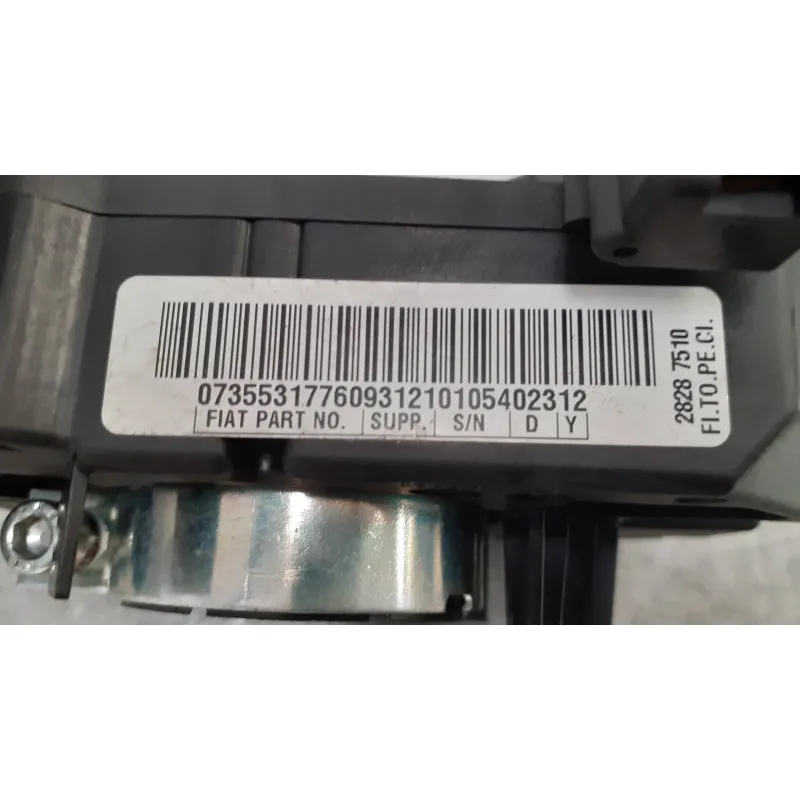 07355317760931210105402312
FIAT PART NO. SUPP. S/N D Y
2828 7510
FI.TO.PE.CI.